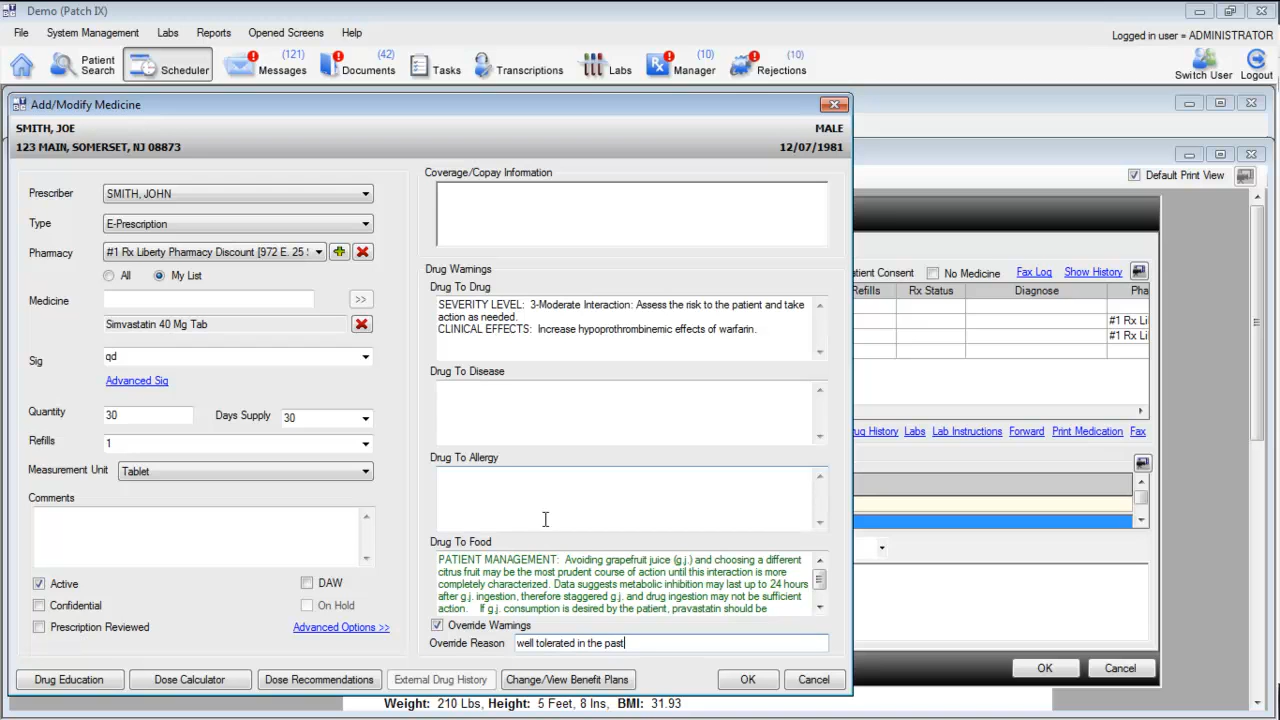 Demo (Patch IX)
File System Management Labs Reports Opened Screens Help
Logged in user = ADMINISTRATOR
Patient Search
Scheduler
Messages (121)
Documents (42)
Tasks
Transcriptions
Labs
Rx Manager (10)
Rejections (10)
Switch User
Logout
Add/Modify Medicine
SMITH, JOE MALE
123 MAIN, SOMERSET, NJ 08873 12/07/1981
Prescriber SMITH, JOHN
Type E-Prescription
Pharmacy #1 Rx Liberty Pharmacy Discount [972 E. 25
All My List
Medicine >>
Simvastatin 40 Mg Tab
Sig qd
Advanced Sig
Quantity 30 Days Supply 30
Refills 1
Measurement Unit Tablet
Comments
Active DAW
Confidential On Hold
Prescription Reviewed Advanced Options >>
Coverage/Copay Information
Drug Warnings
Drug To Drug
SEVERITY LEVEL: 3-Moderate Interaction: Assess the risk to the patient and take
action as needed.
CLINICAL EFFECTS: Increase hypoprothrombinemic effects of warfarin.
Drug To Disease
Drug To Allergy
Drug To Food
PATIENT MANAGEMENT: Avoiding grapefruit juice (g.j.) and choosing a different
citrus fruit may be the most prudent course of action until this interaction is more
completely characterized. Data suggests metabolic inhibition may last up to 24 hours
after g.j. ingestion, therefore staggered g.j. and drug ingestion may not be sufficient
action. If g.j. consumption is desired by the patient, pravastatin should be
Override Warnings
Override Reason well tolerated in the past
Drug Education Dose Calculator Dose Recommendations External Drug History Change/View Benefit Plans OK Cancel
Default Print View
atient Consent No Medicine Fax Log Show History
Refills Rx Status Diagnose Pha
#1 Rx Li
#1 Rx Li
ug History Labs Lab Instructions Forward Print Medication Fax
OK Cancel
Weight: 210 Lbs, Height: 5 Feet, 8 Ins, BMI: 31.93